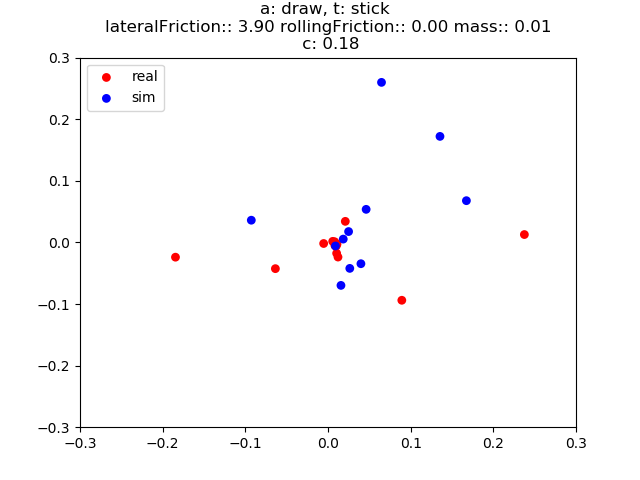 a: draw, t: stick
lateralFriction:: 3.90 rollingFriction:: 0.00 mass:: 0.01
c: 0.18
real
sim
0.3
0.2
0.1
0.0
−0.1
−0.2
−0.3
−0.3 −0.2 −0.1 0.0 0.1 0.2 0.3